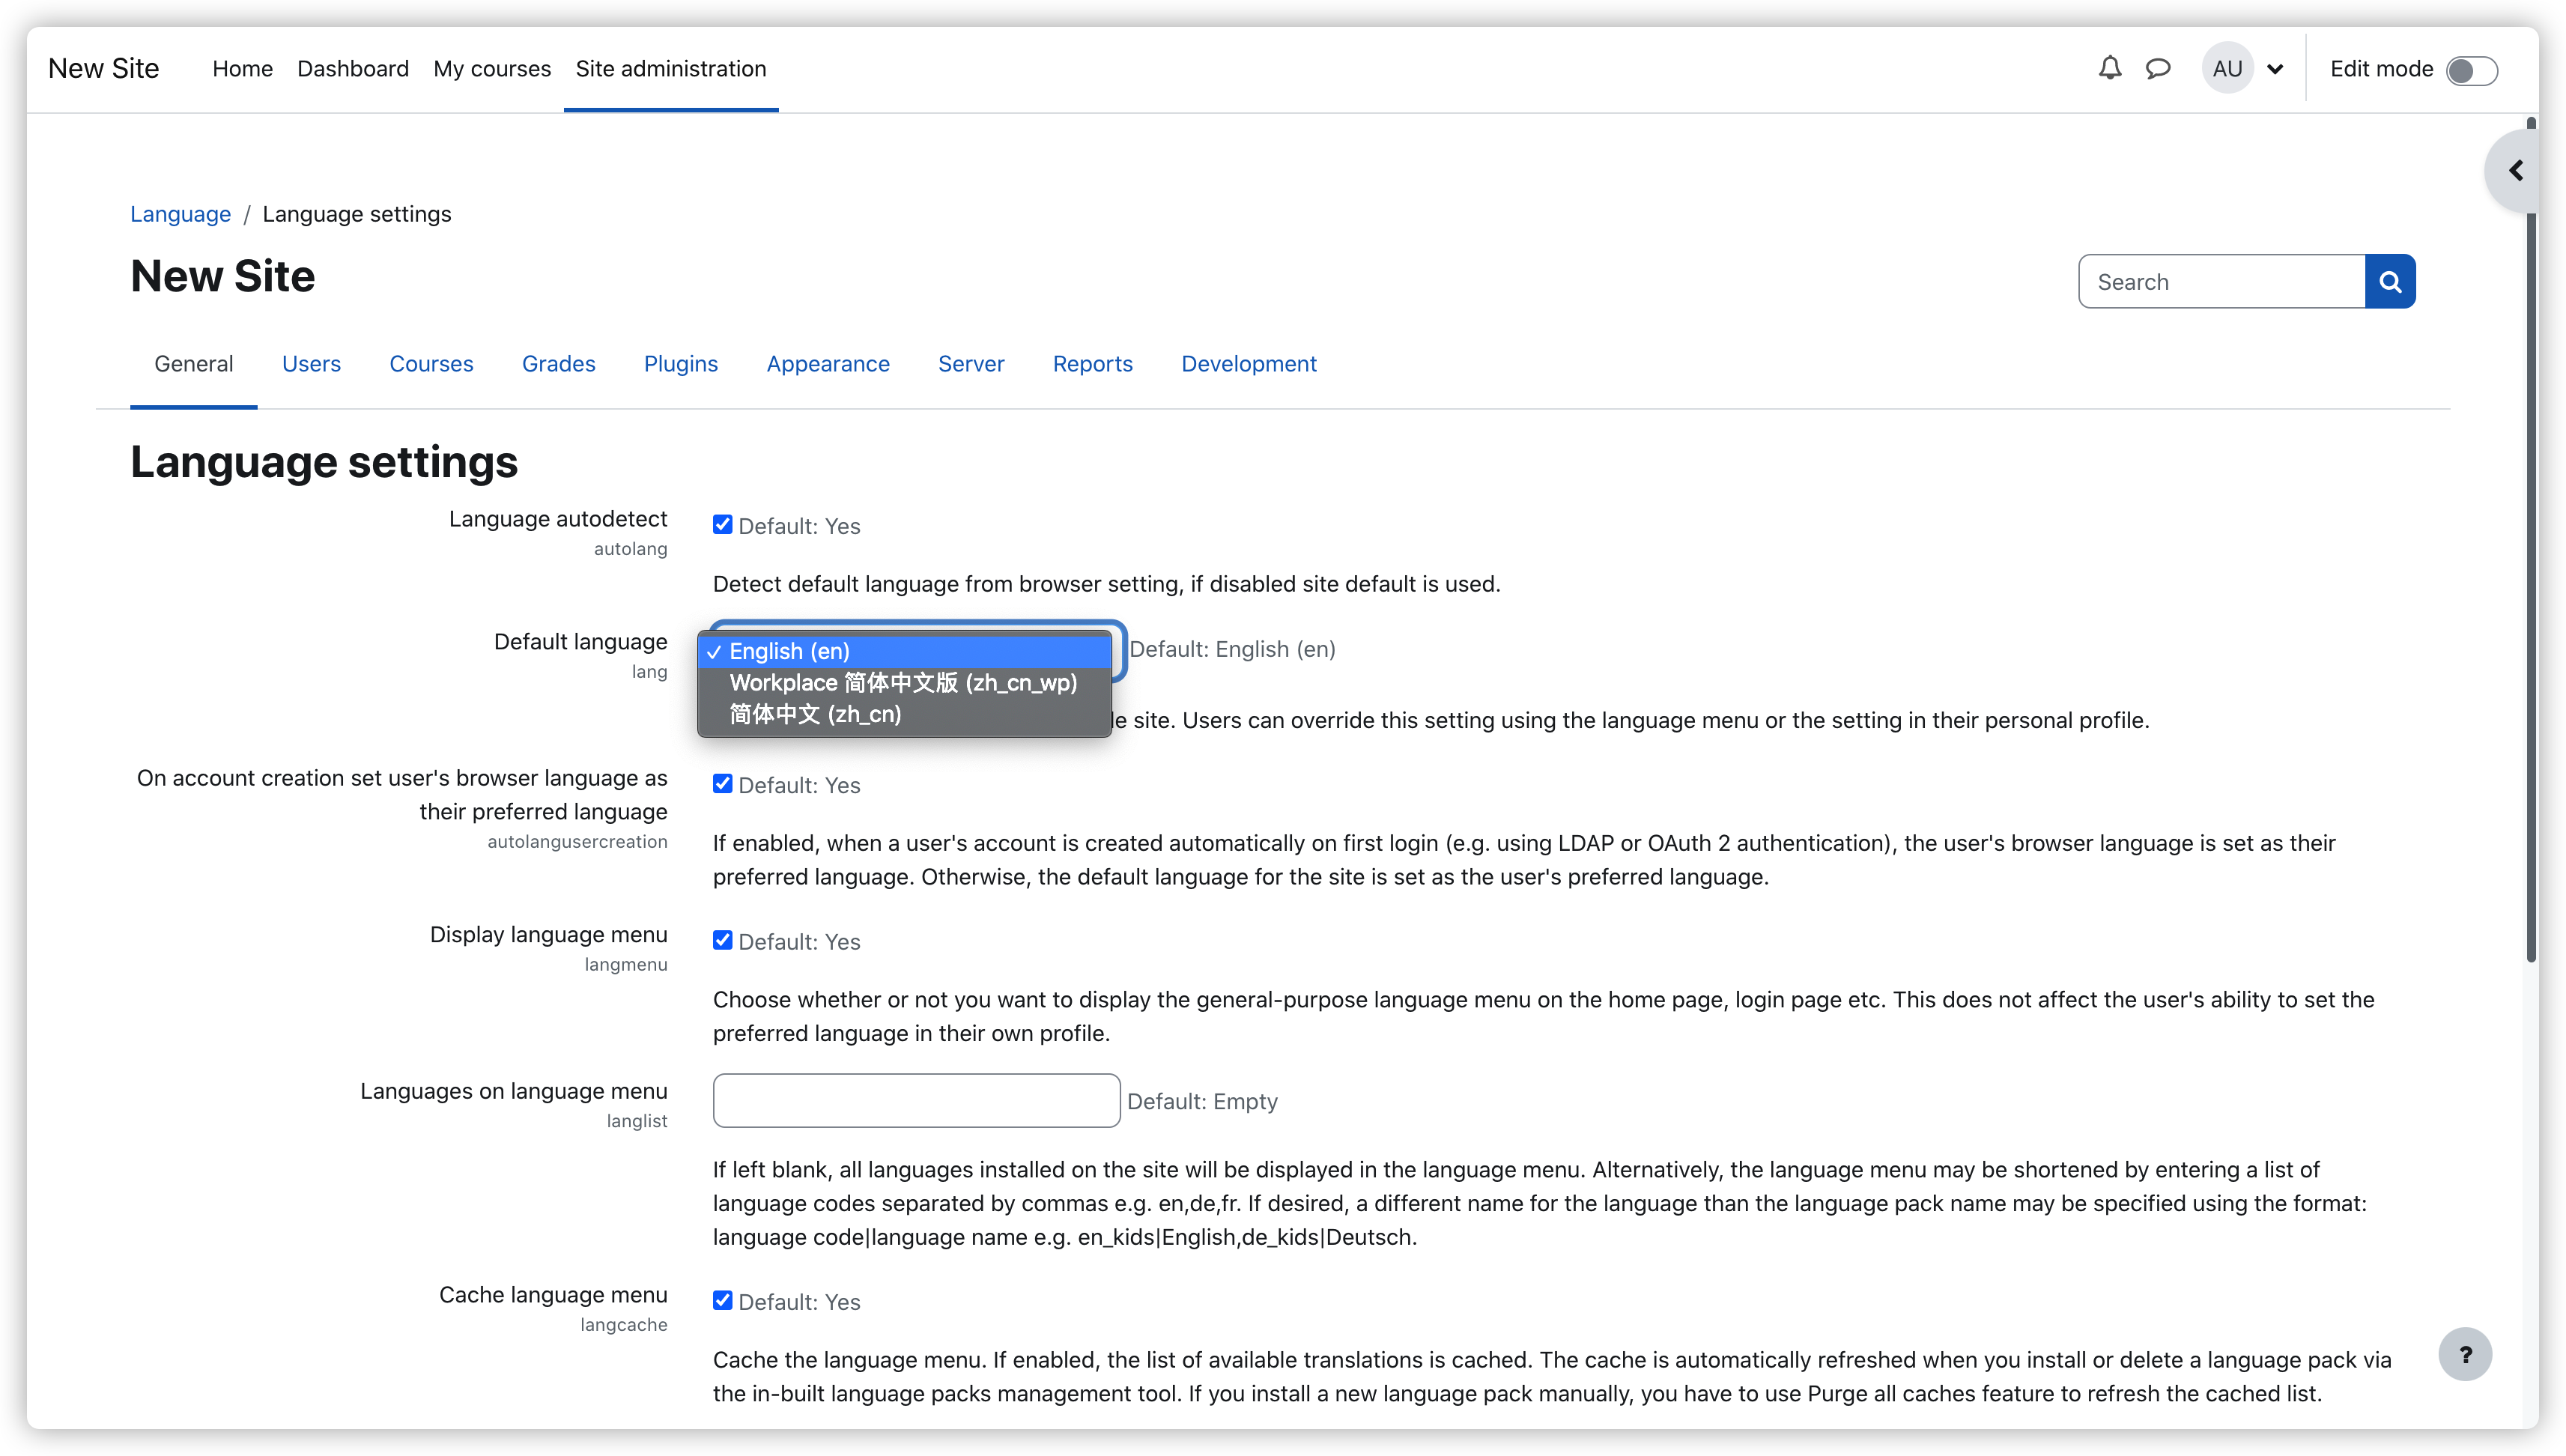 New Site Home Dashboard My courses Site administration AU Edit mode
Language / Language settings
New Site
Search
General Users Courses Grades Plugins Appearance Server Reports Development
Language settings
Language autodetect
autolang
Default: Yes
Detect default language from browser setting, if disabled site default is used.
Default language
lang
✓ English (en)
Workplace 简体中文版 (zh_cn_wp)
简体中文 (zh_cn)
Default: English (en)
site. Users can override this setting using the language menu or the setting in their personal profile.
On account creation set user's browser language as
their preferred language
autolangusercreation
Default: Yes
If enabled, when a user's account is created automatically on first login (e.g. using LDAP or OAuth 2 authentication), the user's browser language is set as their
preferred language. Otherwise, the default language for the site is set as the user's preferred language.
Display language menu
langmenu
Default: Yes
Choose whether or not you want to display the general-purpose language menu on the home page, login page etc. This does not affect the user's ability to set the
preferred language in their own profile.
Languages on language menu
langlist
Default: Empty
If left blank, all languages installed on the site will be displayed in the language menu. Alternatively, the language menu may be shortened by entering a list of
language codes separated by commas e.g. en,de,fr. If desired, a different name for the language than the language pack name may be specified using the format:
language code|language name e.g. en_kids|English,de_kids|Deutsch.
Cache language menu
langcache
Default: Yes
Cache the language menu. If enabled, the list of available translations is cached. The cache is automatically refreshed when you install or delete a language pack via
the in-built language packs management tool. If you install a new language pack manually, you have to use Purge all caches feature to refresh the cached list.
?